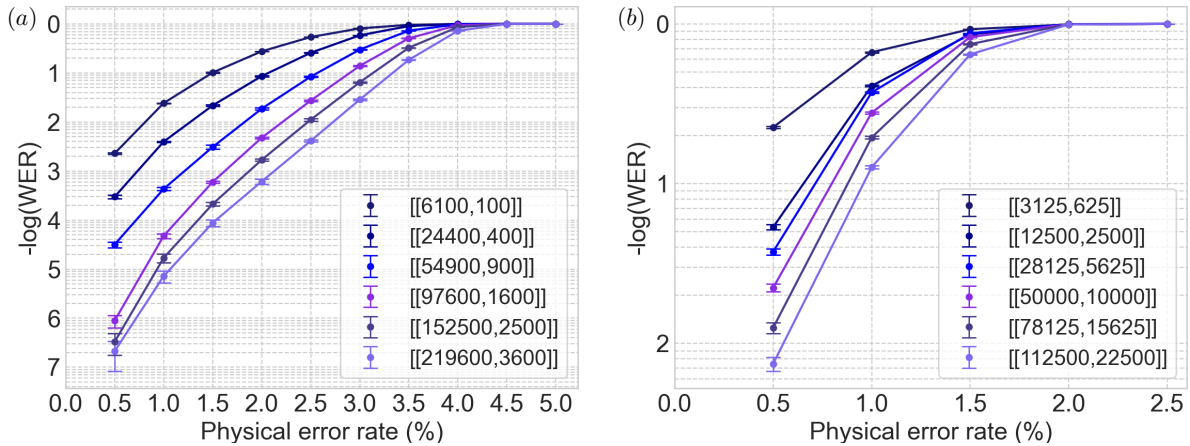 (a)
0
1
2
3
4
5
6
7
-log(WER)
0.0 0.5 1.0 1.5 2.0 2.5 3.0 3.5 4.0 4.5 5.0
Physical error rate (%)
[[6100,100]]
[[24400,400]]
[[54900,900]]
[[97600,1600]]
[[152500,2500]]
[[219600,3600]]
(b)
0
1
2
-log(WER)
0.0 0.5 1.0 1.5 2.0 2.5
Physical error rate (%)
[[3125,625]]
[[12500,2500]]
[[28125,5625]]
[[50000,10000]]
[[78125,15625]]
[[112500,22500]]